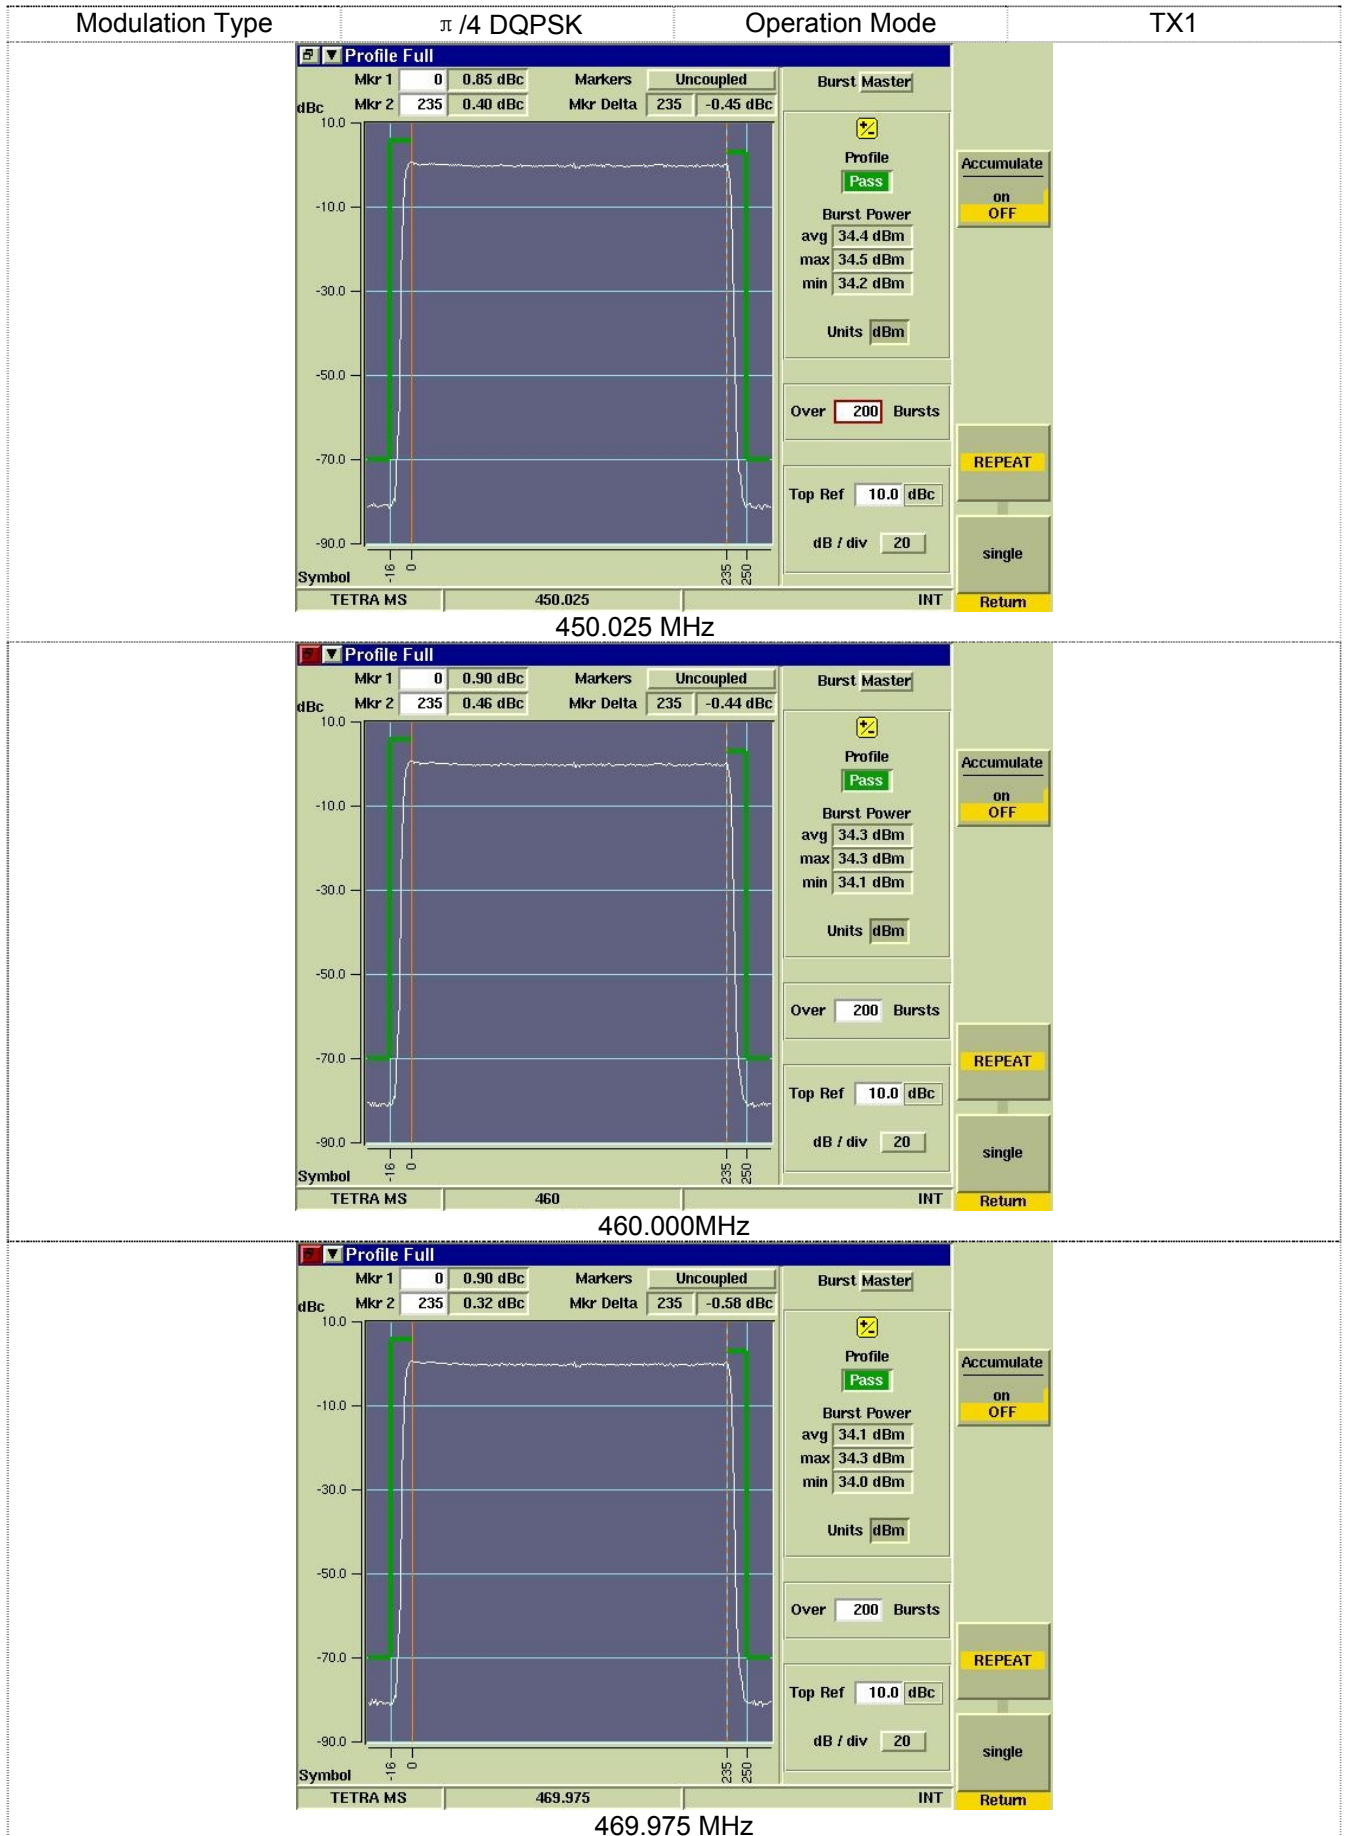 Modulation Type π/4 DQPSK Operation Mode TX1
Profile Full
Mkr 1 0 0.85 dBc Markers Uncoupled Burst Master
dBc Mkr 2 235 0.40 dBc Mkr Delta 235 -0.45 dBc
10.0
Profile
Pass
Accumulate
on
OFF
-10.0
Burst Power
avg 34.4 dBm
max 34.5 dBm
min 34.2 dBm
-30.0
Units dBm
-50.0
Over 200 Bursts
-70.0
REPEAT
Top Ref 10.0 dBc
-90.0
dB / div 20
single
Symbol -16 0 235 250
TETRA MS 450.025 INT Return
450.025 MHz
Profile Full
Mkr 1 0 0.90 dBc Markers Uncoupled Burst Master
dBc Mkr 2 235 0.46 dBc Mkr Delta 235 -0.44 dBc
10.0
Profile
Pass
Accumulate
on
OFF
-10.0
Burst Power
avg 34.3 dBm
max 34.3 dBm
min 34.1 dBm
-30.0
Units dBm
-50.0
Over 200 Bursts
-70.0
REPEAT
Top Ref 10.0 dBc
-90.0
dB / div 20
single
Symbol -16 0 235 250
TETRA MS 460 INT Return
460.000MHz
Profile Full
Mkr 1 0 0.90 dBc Markers Uncoupled Burst Master
dBc Mkr 2 235 0.32 dBc Mkr Delta 235 -0.58 dBc
10.0
Profile
Pass
Accumulate
on
OFF
-10.0
Burst Power
avg 34.1 dBm
max 34.3 dBm
min 34.0 dBm
-30.0
Units dBm
-50.0
Over 200 Bursts
-70.0
REPEAT
Top Ref 10.0 dBc
-90.0
dB / div 20
single
Symbol -16 0 235 250
TETRA MS 469.975 INT Return
469.975 MHz